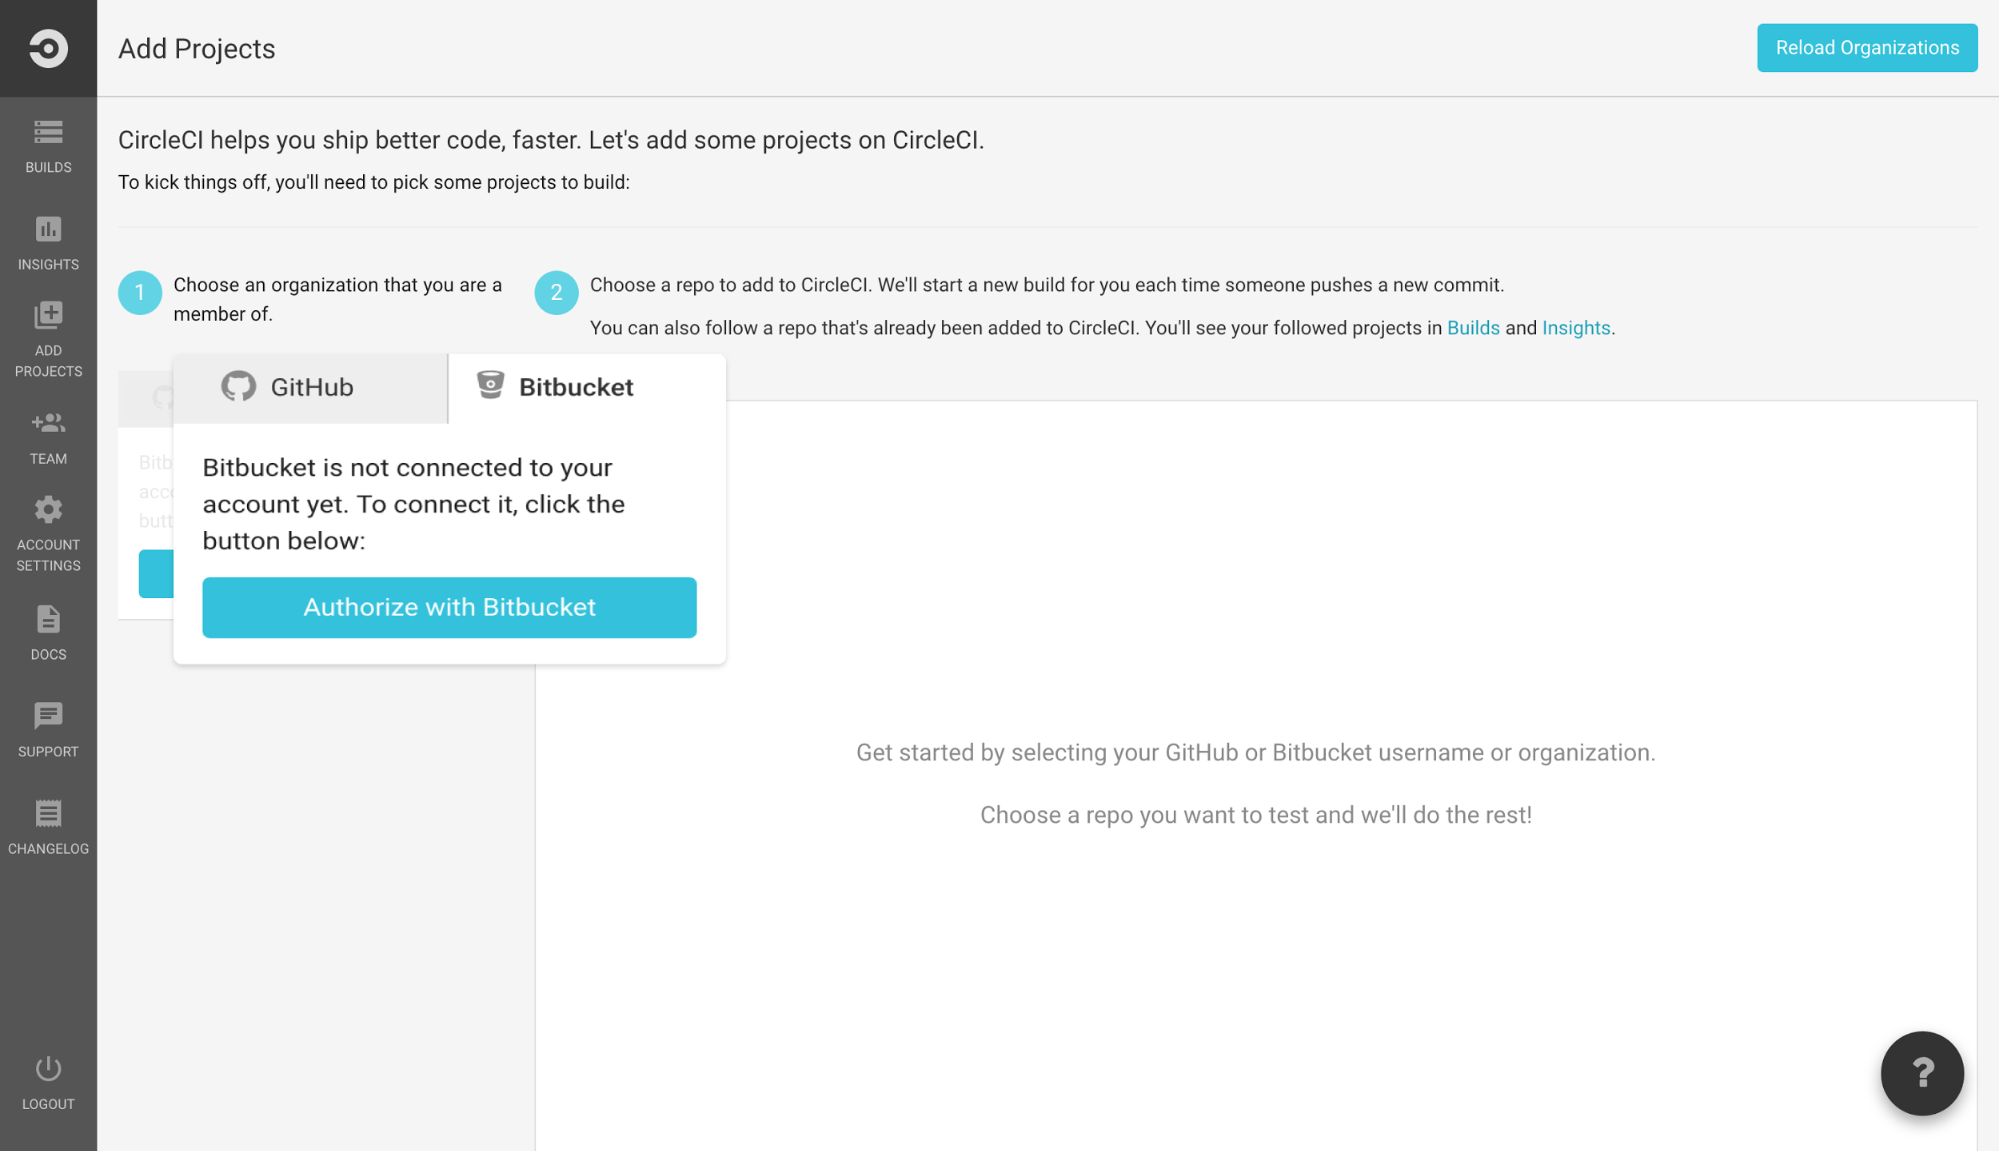 Add Projects
Reload Organizations
BUILDS
INSIGHTS
ADD
PROJECTS
TEAM
ACCOUNT
SETTINGS
DOCS
SUPPORT
CHANGELOG
LOGOUT
CircleCI helps you ship better code, faster. Let's add some projects on CircleCI.
To kick things off, you'll need to pick some projects to build:
1
Choose an organization that you are a
member of.
2
Choose a repo to add to CircleCI. We'll start a new build for you each time someone pushes a new commit.
You can also follow a repo that's already been added to CircleCI. You'll see your followed projects in Builds and Insights.
GitHub
Bitbucket
Bitbucket is not connected to your
account yet. To connect it, click the
button below:
Authorize with Bitbucket
Get started by selecting your GitHub or Bitbucket username or organization.
Choose a repo you want to test and we'll do the rest!
?